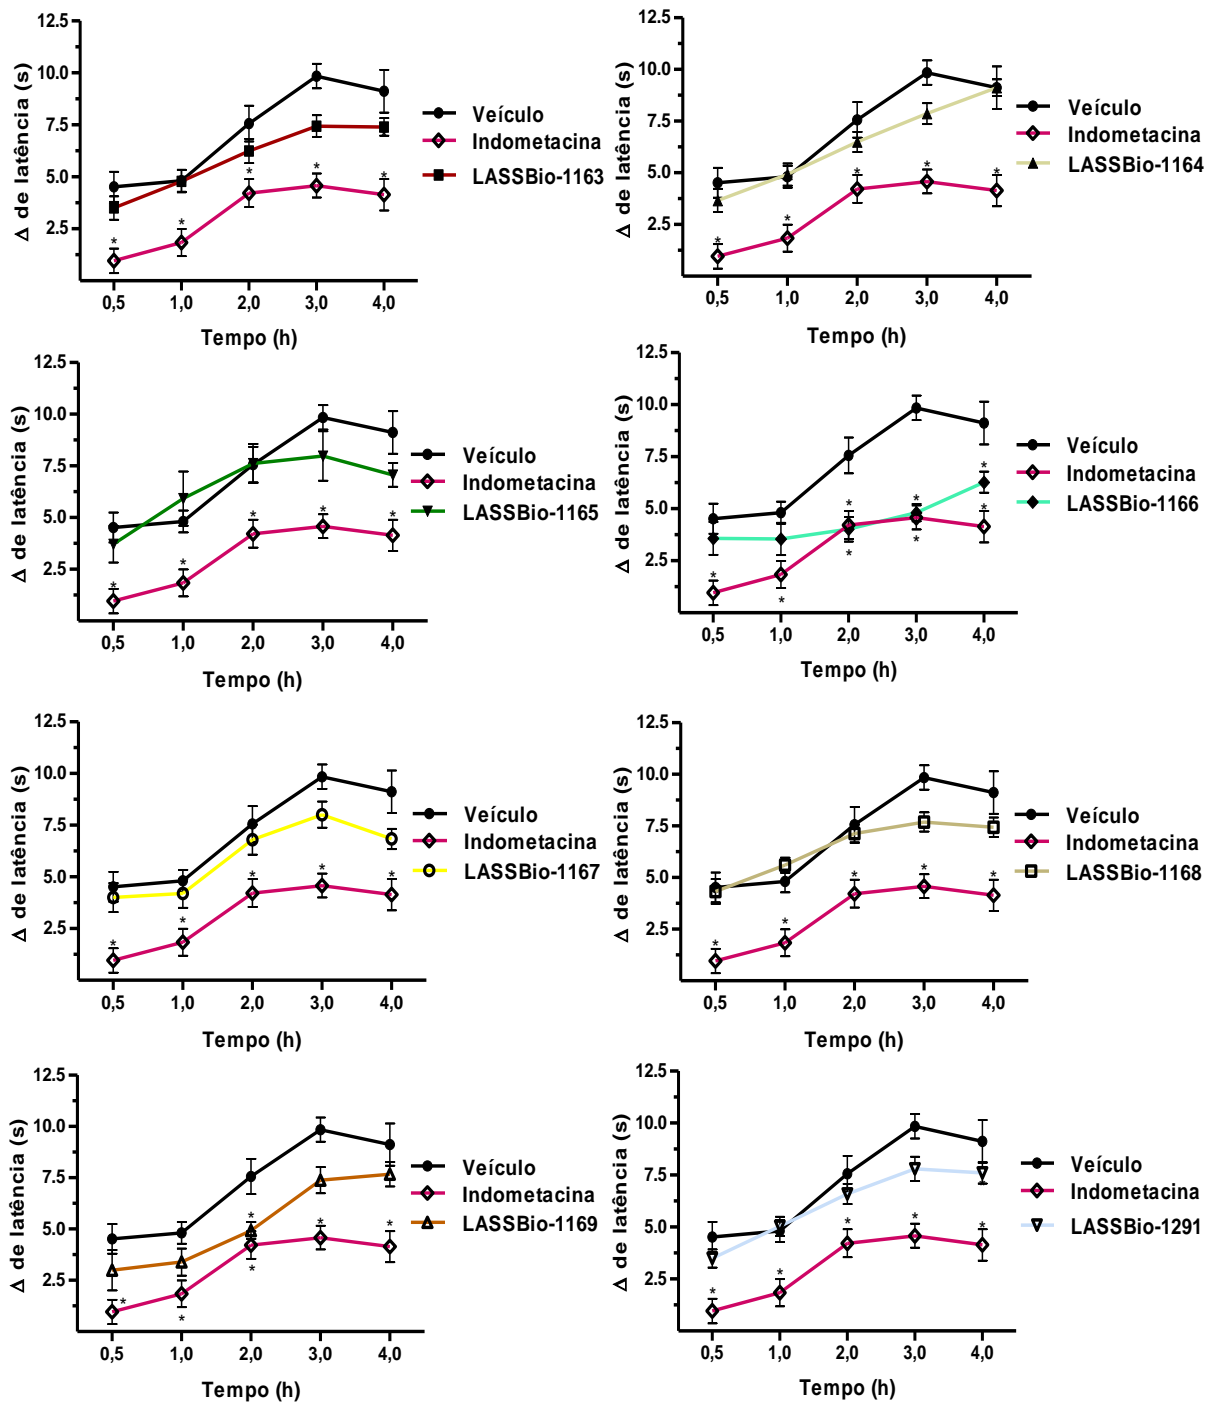 12.5
10.0
7.5
5.0
2.5
Δ de latência (s)
0,5 1,0 2,0 3,0 4,0
Tempo (h)
Veículo
Indometacina
LASSBio-1163
* * * * *
12.5
10.0
7.5
5.0
2.5
Δ de latência (s)
0,5 1,0 2,0 3,0 4,0
Tempo (h)
Veículo
Indometacina
LASSBio-1164
* * * * *
12.5
10.0
7.5
5.0
2.5
Δ de latência (s)
0,5 1,0 2,0 3,0 4,0
Tempo (h)
Veículo
Indometacina
LASSBio-1165
* * * * *
12.5
10.0
7.5
5.0
2.5
Δ de latência (s)
0,5 1,0 2,0 3,0 4,0
Tempo (h)
Veículo
Indometacina
LASSBio-1166
* * * * * * * *
12.5
10.0
7.5
5.0
2.5
Δ de latência (s)
0,5 1,0 2,0 3,0 4,0
Tempo (h)
Veículo
Indometacina
LASSBio-1167
* * * * *
12.5
10.0
7.5
5.0
2.5
Δ de latência (s)
0,5 1,0 2,0 3,0 4,0
Tempo (h)
Veículo
Indometacina
LASSBio-1168
* * * * *
12.5
10.0
7.5
5.0
2.5
Δ de latência (s)
0,5 1,0 2,0 3,0 4,0
Tempo (h)
Veículo
Indometacina
LASSBio-1169
* * * * * *
12.5
10.0
7.5
5.0
2.5
Δ de latência (s)
0,5 1,0 2,0 3,0 4,0
Tempo (h)
Veículo
Indometacina
LASSBio-1291
* * * * *